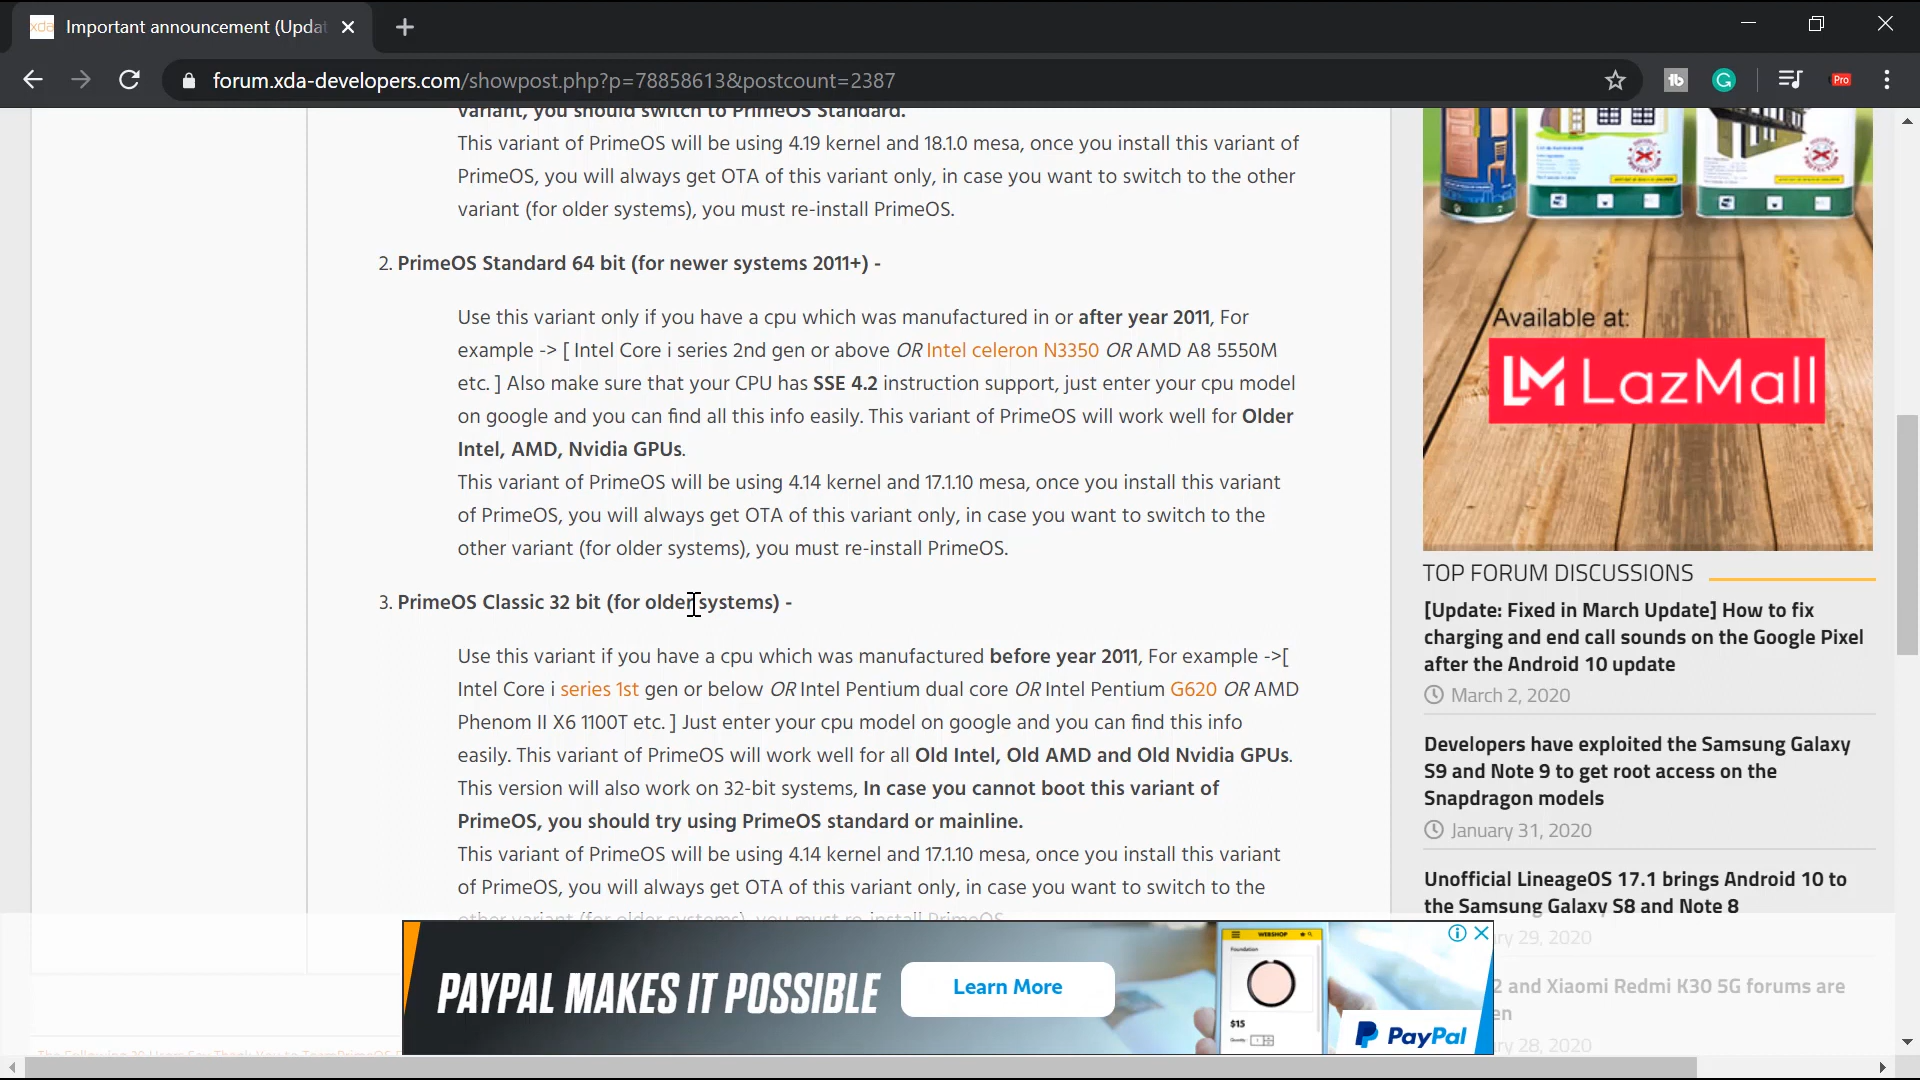 xda Important announcement (Updat
forum.xda-developers.com/showpost.php?p=78858613&postcount=2387
tb
G
Pro
variant, you should switch to PrimeOS Standard.
This variant of PrimeOS will be using 4.19 kernel and 18.1.0 mesa, once you install this variant of
PrimeOS, you will always get OTA of this variant only, in case you want to switch to the other
variant (for older systems), you must re-install PrimeOS.
2. PrimeOS Standard 64 bit (for newer systems 2011+) -
Use this variant only if you have a cpu which was manufactured in or after year 2011, For
example -> [ Intel Core i series 2nd gen or above OR Intel celeron N3350 OR AMD A8 5550M
etc. ] Also make sure that your CPU has SSE 4.2 instruction support, just enter your cpu model
on google and you can find all this info easily. This variant of PrimeOS will work well for Older
Intel, AMD, Nvidia GPUs.
This variant of PrimeOS will be using 4.14 kernel and 17.1.10 mesa, once you install this variant
of PrimeOS, you will always get OTA of this variant only, in case you want to switch to the
other variant (for older systems), you must re-install PrimeOS.
3. PrimeOS Classic 32 bit (for older systems) -
Use this variant if you have a cpu which was manufactured before year 2011, For example ->[
Intel Core i series 1st gen or below OR Intel Pentium dual core OR Intel Pentium G620 OR AMD
Phenom II X6 1100T etc. ] Just enter your cpu model on google and you can find this info
easily. This variant of PrimeOS will work well for all Old Intel, Old AMD and Old Nvidia GPUs.
This version will also work on 32-bit systems, In case you cannot boot this variant of
PrimeOS, you should try using PrimeOS standard or mainline.
This variant of PrimeOS will be using 4.14 kernel and 17.1.10 mesa, once you install this variant
of PrimeOS, you will always get OTA of this variant only, in case you want to switch to the
other variant (for older systems), you must re-install PrimeOS.
Available at:
LM LazMall
TOP FORUM DISCUSSIONS
[Update: Fixed in March Update] How to fix
charging and end call sounds on the Google Pixel
after the Android 10 update
March 2, 2020
Developers have exploited the Samsung Galaxy
S9 and Note 9 to get root access on the
Snapdragon models
January 31, 2020
Unofficial LineageOS 17.1 brings Android 10 to
the Samsung Galaxy S8 and Note 8
ry 29, 2020
2 and Xiaomi Redmi K30 5G forums are
en
ry 28, 2020
PAYPAL MAKES IT POSSIBLE
Learn More
WEBSHOP
Foundation
$15
PayPal